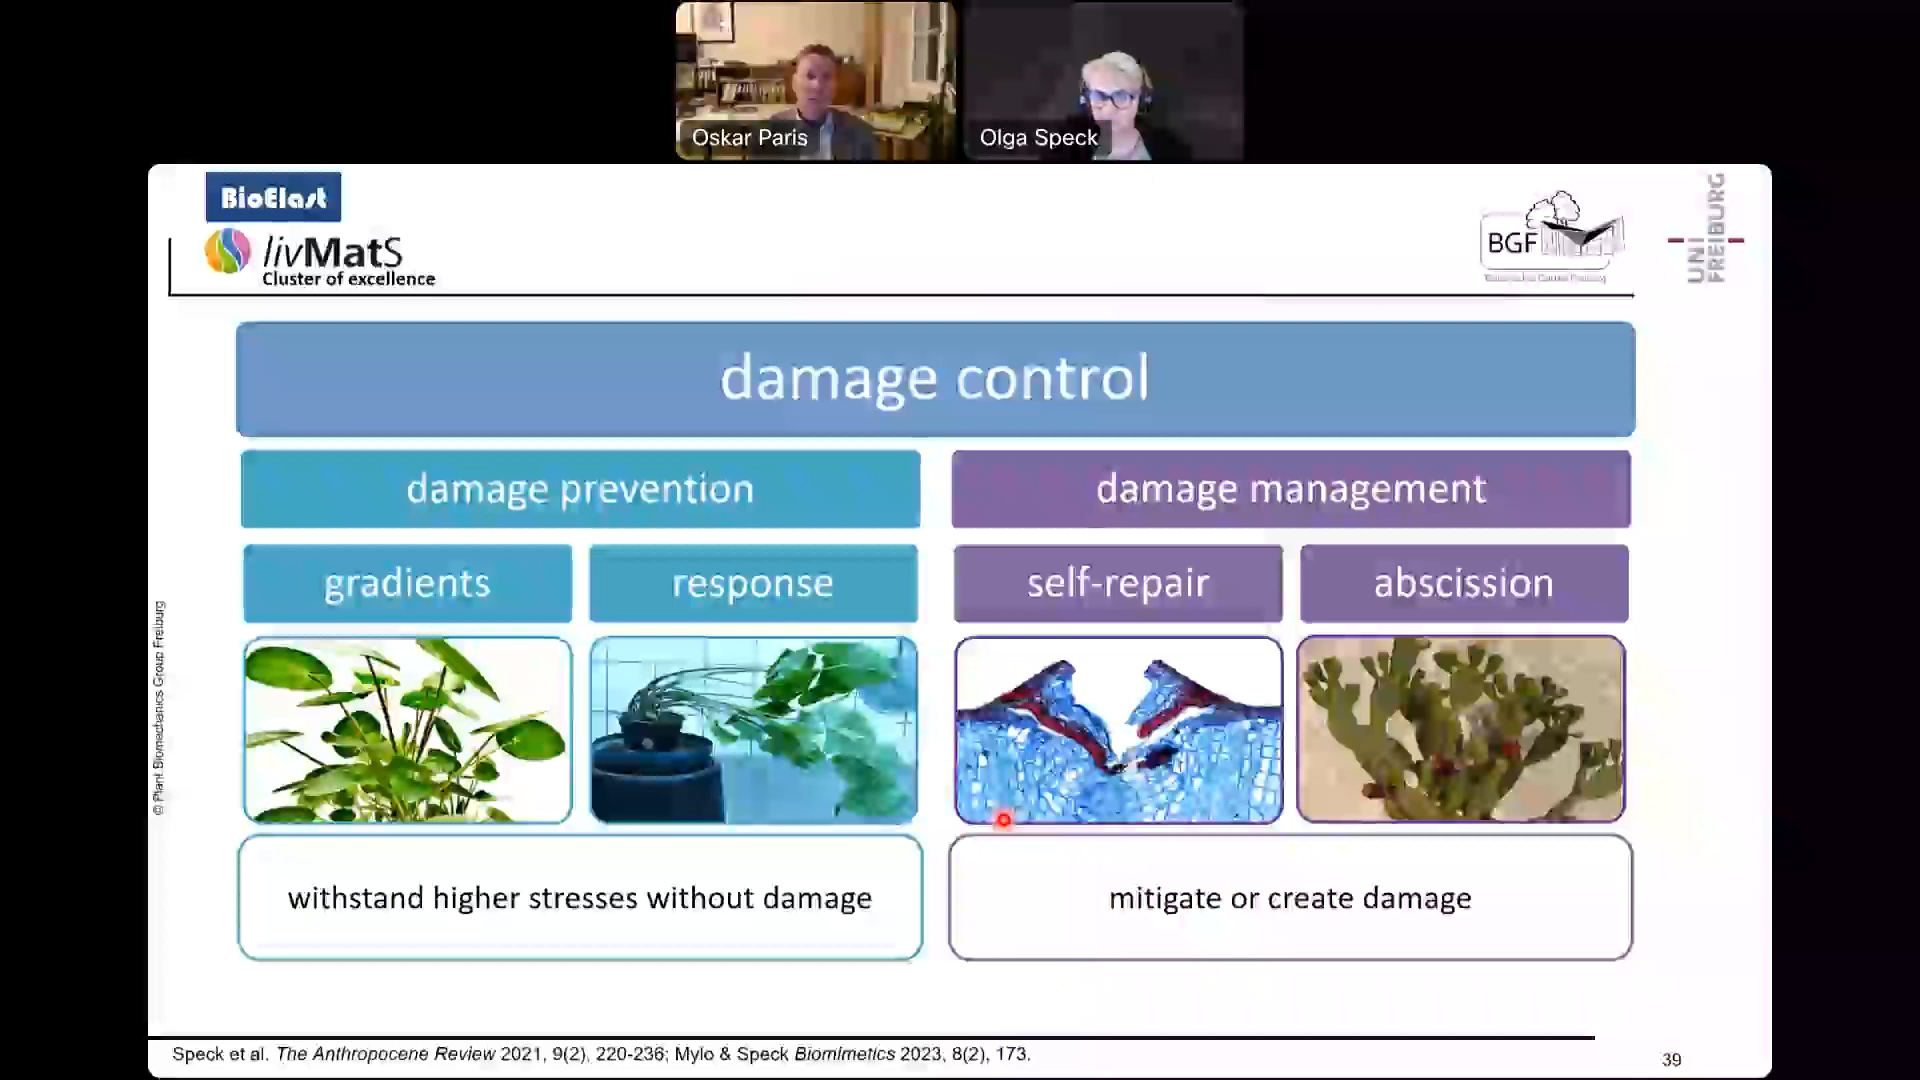 Oskar Paris
Olga Speck
BioElast
livMatS
Cluster of excellence
BGF
UNI
FREIBURG
damage control
damage prevention
damage management
gradients
response
self-repair
abscission
© Plant Biomechanics Group Freiburg
withstand higher stresses without damage
mitigate or create damage
Speck et al. The Anthropocene Review 2021, 9(2), 220-236; Mylo & Speck Biomimetics 2023, 8(2), 173.
39